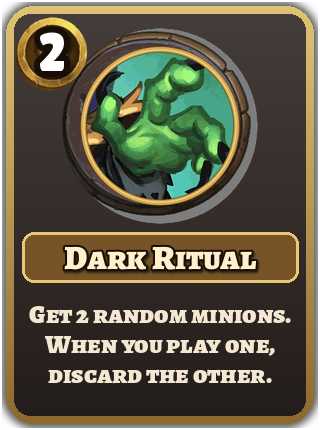 2
Dark Ritual
Get 2 random minions.
When you play one,
discard the other.